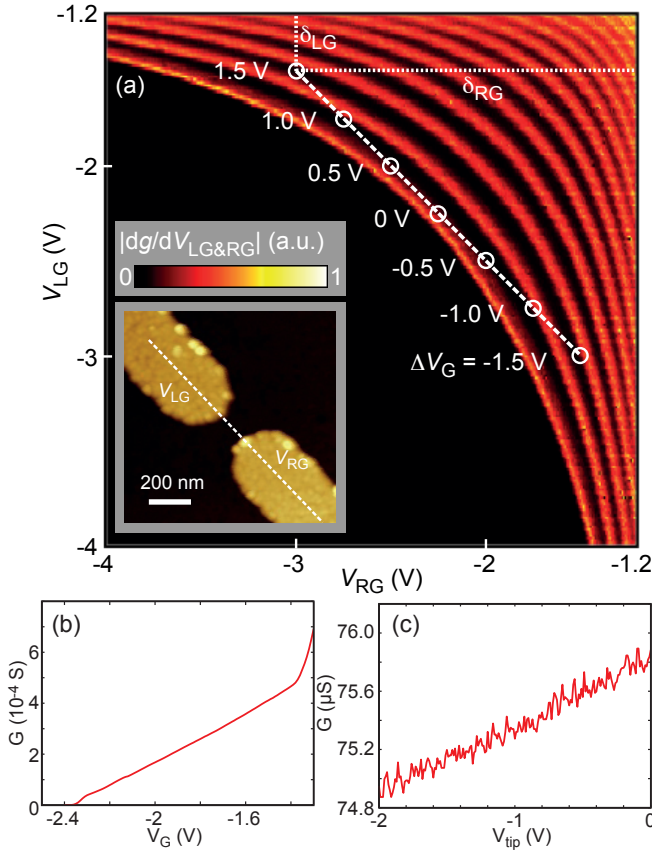 -1.2
δLG
(a)
1.5 V
δRG
1.0 V
-2
0.5 V
0 V
|dg/dVLG&RG| (a.u.)
0 1
-0.5 V
VLG (V)
-1.0 V
-3
ΔVG = -1.5 V
VLG
VRG
200 nm
-4
-4 -3 -2 -1.2
VRG (V)
(b)
G (10-4 S)
6
4
2
0
-2.4 -2 -1.6
VG (V)
(c)
G (µS)
76.0
75.6
75.2
74.8
-2 -1 0
Vtip (V)